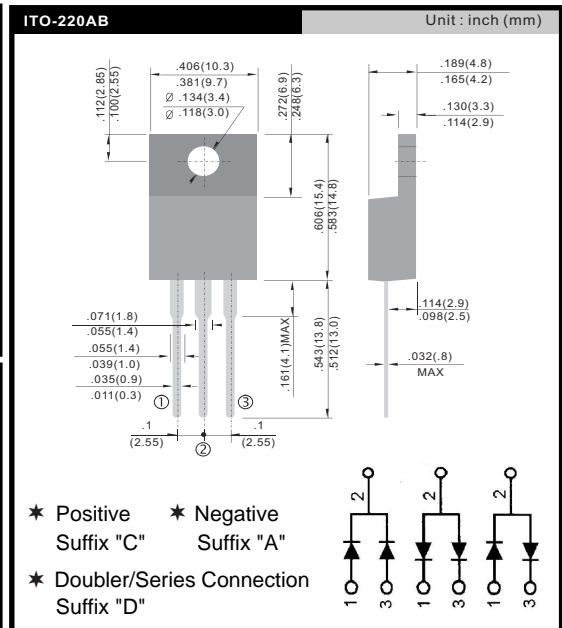 ITO-220AB Unit : inch (mm)
.406(10.3)
.381(9.7)
Ø .134(3.4)
Ø .118(3.0)
.112(2.85)
.100(2.55)
.272(6.9)
.248(6.3)
.189(4.8)
.165(4.2)
.130(3.3)
.114(2.9)
.606(15.4)
.583(14.8)
.071(1.8)
.055(1.4)
.055(1.4)
.039(1.0)
.035(0.9)
.011(0.3)
.161(4.1)MAX
.543(13.8)
.512(13.0)
.114(2.9)
.098(2.5)
.032(.8)
MAX
① ③
.1
(2.55)
②
.1
(2.55)
✶ Positive
Suffix "C"
✶ Negative
Suffix "A"
✶ Doubler/Series Connection
Suffix "D"
2 2 2
1 3 1 3 1 3